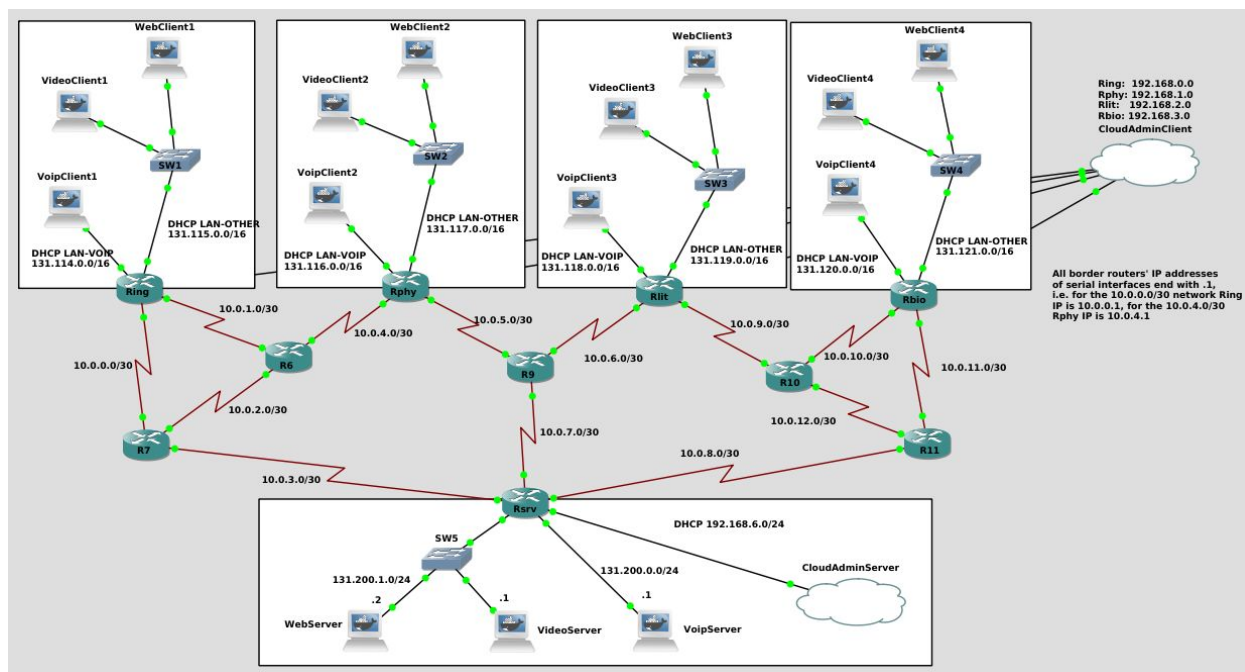 WebClient1
VideoClient1
SW1
VoipClient1
DHCP LAN-OTHER
131.115.0.0/16
DHCP LAN-VOIP
131.114.0.0/16
Ring
WebClient2
VideoClient2
SW2
VoipClient2
DHCP LAN-OTHER
131.117.0.0/16
DHCP LAN-VOIP
131.116.0.0/16
Rphy
WebClient3
VideoClient3
SW3
VoipClient3
DHCP LAN-OTHER
131.119.0.0/16
DHCP LAN-VOIP
131.118.0.0/16
Rlit
WebClient4
VideoClient4
SW4
VoipClient4
DHCP LAN-OTHER
131.121.0.0/16
DHCP LAN-VOIP
131.120.0.0/16
Rbio
Ring: 192.168.0.0
Rphy: 192.168.1.0
Rlit: 192.168.2.0
Rbio: 192.168.3.0
CloudAdminClient
All border routers' IP addresses
of serial interfaces end with .1,
i.e. for the 10.0.0.0/30 network Ring
IP is 10.0.0.1, for the 10.0.4.0/30
Rphy IP is 10.0.4.1
10.0.1.0/30
10.0.4.0/30
10.0.5.0/30
10.0.6.0/30
10.0.9.0/30
10.0.10.0/30
10.0.11.0/30
10.0.0.0/30
R6
R9
R10
10.0.2.0/30
10.0.12.0/30
R7
10.0.7.0/30
10.0.8.0/30
R11
10.0.3.0/30
Rsrv
DHCP 192.168.6.0/24
SW5
131.200.1.0/24
131.200.0.0/24
CloudAdminServer
.2
.1
.1
WebServer
VideoServer
VoipServer